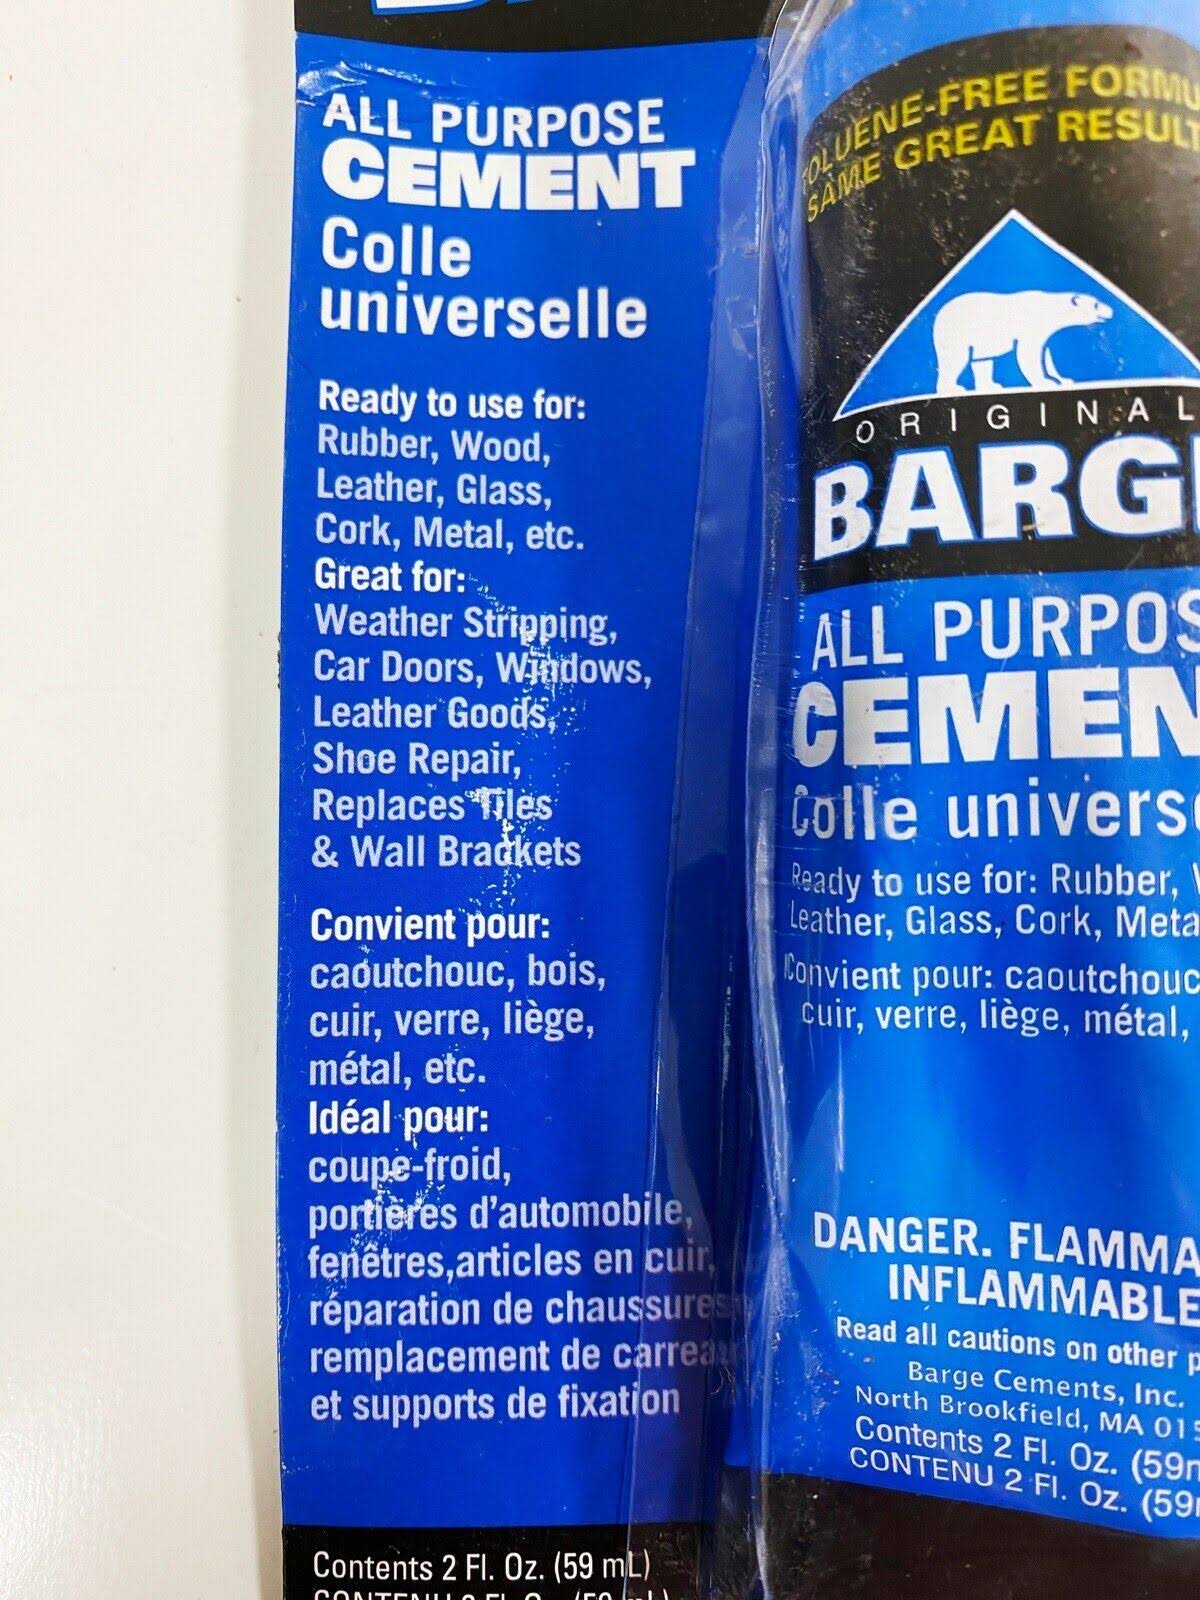 ALL PURPOSE
CEMENT
Colle
universelle
Ready to use for:
Rubber, Wood,
Leather, Glass,
Cork, Metal, etc.
Great for:
Weather Stripping,
Car Doors, Windows,
Leather Goods,
Shoe Repair,
Replaces Tiles
& Wall Brackets
Convient pour:
caoutchouc, bois,
cuir, verre, liège,
métal, etc.
Idéal pour:
coupe-froid,
portières d'automobile,
fenêtres,articles en cuir,
réparation de chaussures
remplacement de
et supports de fixation
Contents 2 Fl. Oz. (59 mL)
TOLUENE-FREE
SAME GREAT
ORIGINAL
BARG
ALL PURPOS
CEMEN
Colle univers
Ready to use for: Rubber,
Leather, Glass, Cork, Meta
Convient pour: caoutchouc
cuir, verre, liège, métal,
DANGER. FLAMMA
INFLAMMABLE
Read all cautions on other
Barge Cements, Inc.
North Brookfield, MA 015
Contents 2 Fl. Oz. (59
CONTENU 2 Fl. Oz. (59